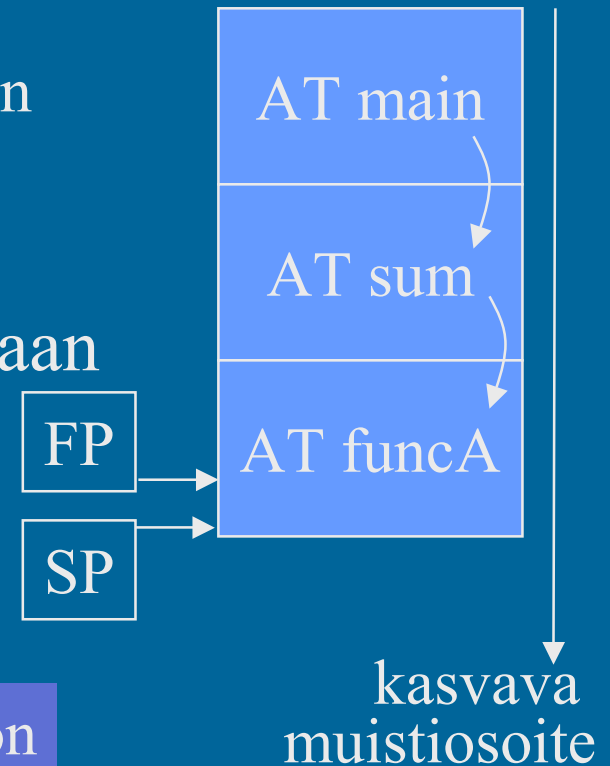 AT main
AT sum
FP
AT funcA
SP
kasvava
muistiosoite